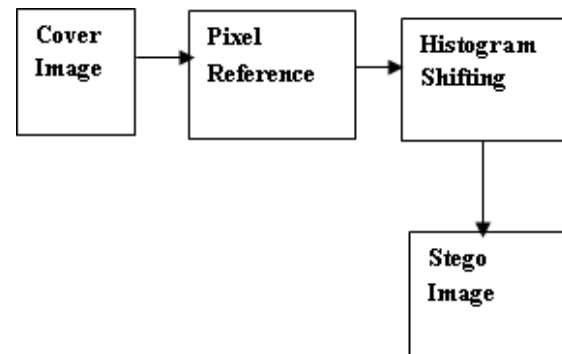 Cover
Image
Pixel
Reference
Histogram
Shifting
Stego
Image